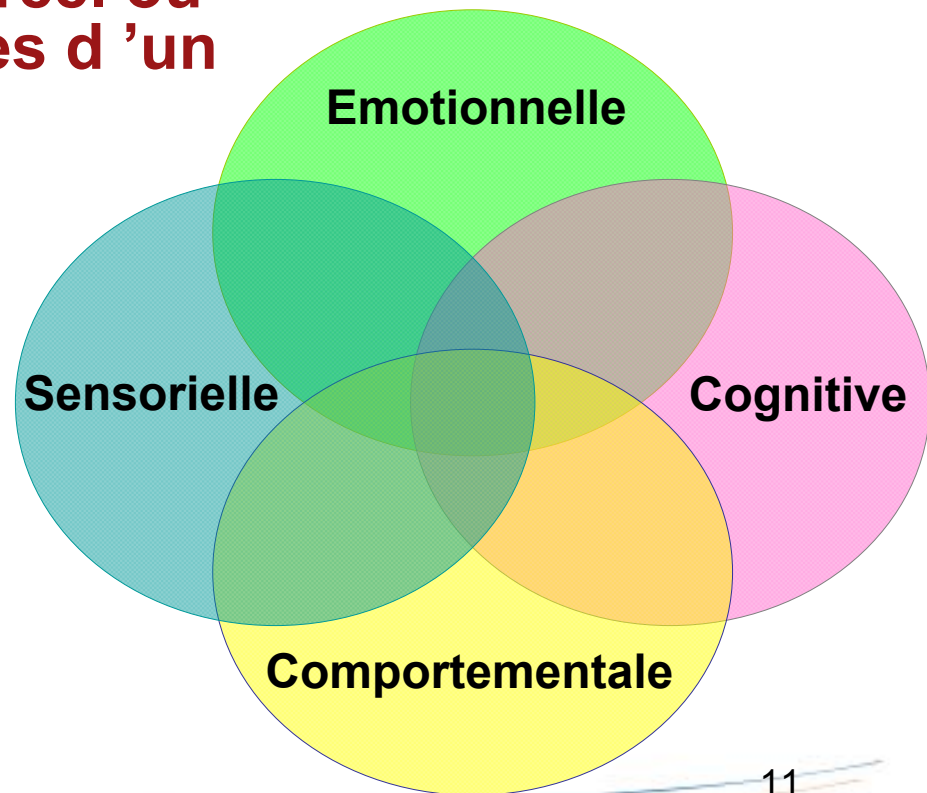 es d ’un
Emotionnelle
Sensorielle
Cognitive
Comportementale
11